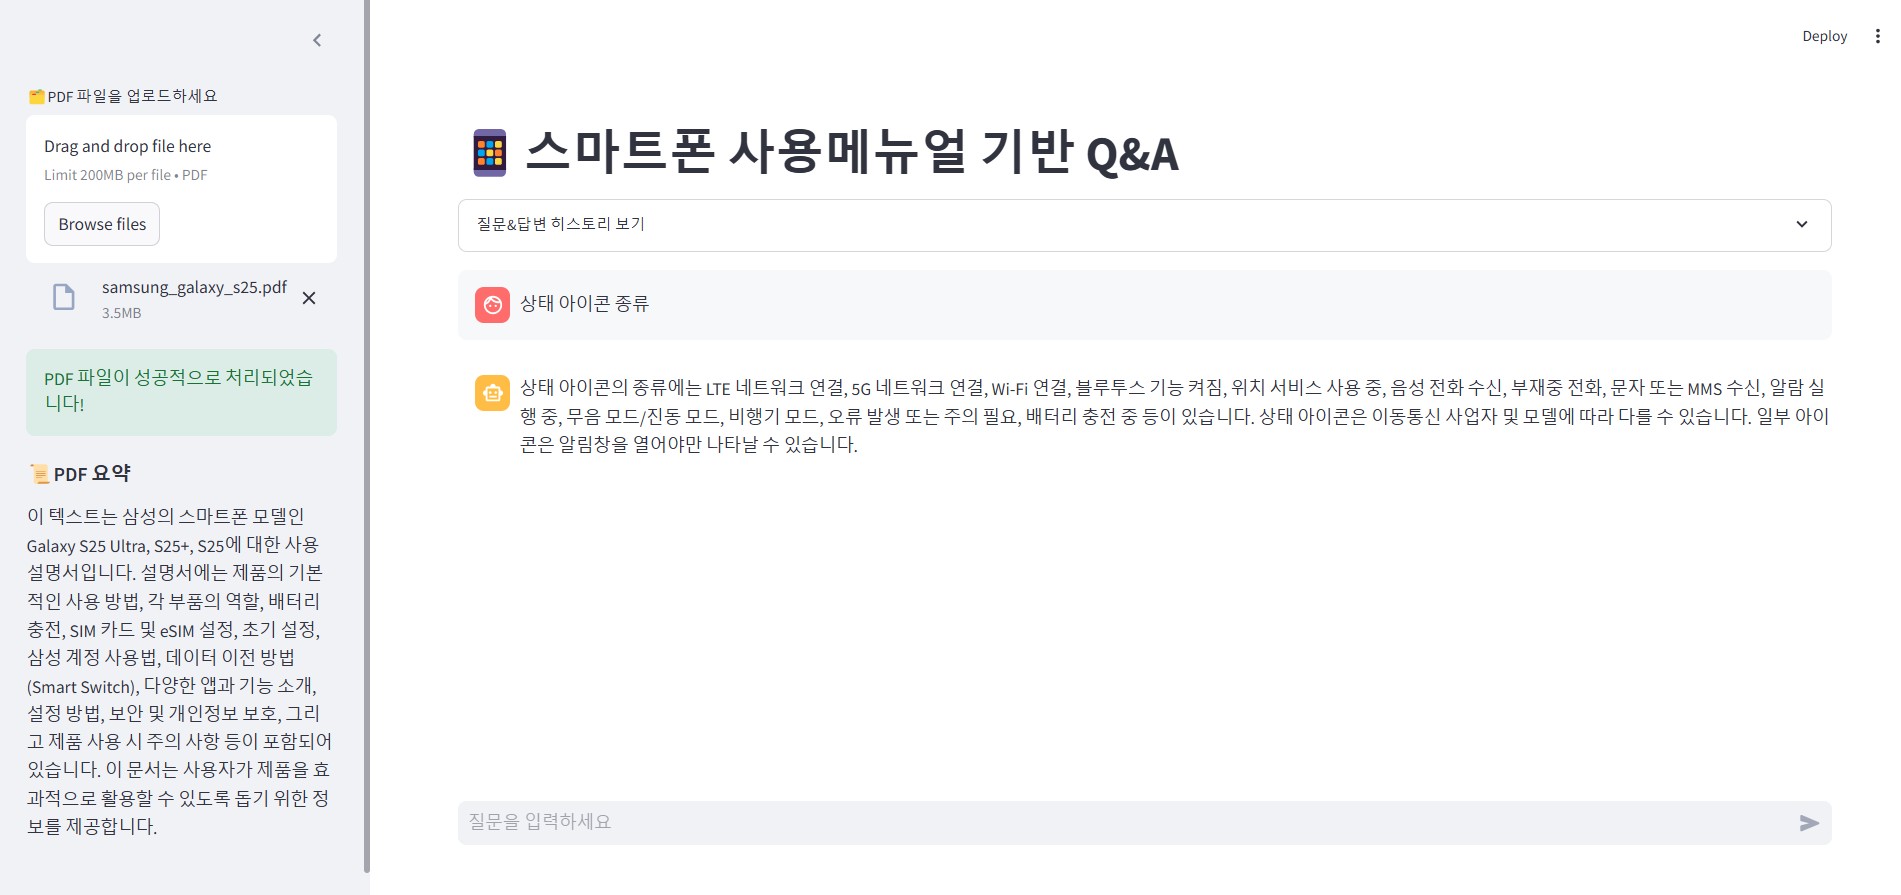 Deploy
PDF 파일을 업로드하세요
Drag and drop file here
Limit 200MB per file • PDF
Browse files
samsung_galaxy_s25.pdf
3.5MB
PDF 파일이 성공적으로 처리되었습
니다!
PDF 요약
이 텍스트는 삼성의 스마트폰 모델인
Galaxy S25 Ultra, S25+, S25에 대한 사용
설명서입니다. 설명서에는 제품의 기본
적인 사용 방법, 각 부품의 역할, 배터리
충전, SIM 카드 및 eSIM 설정, 초기 설정,
삼성 계정 사용법, 데이터 이전 방법
(Smart Switch), 다양한 앱과 기능 소개,
설정 방법, 보안 및 개인정보 보호, 그리
고 제품 사용 시 주의 사항 등이 포함되어
있습니다. 이 문서는 사용자가 제품을 효
과적으로 활용할 수 있도록 돕기 위한 정
보를 제공합니다.
스마트폰 사용메뉴얼 기반 Q&A
질문&답변 히스토리 보기
상태 아이콘 종류
상태 아이콘의 종류에는 LTE 네트워크 연결, 5G 네트워크 연결, Wi-Fi 연결, 블루투스 기능 켜짐, 위치 서비스 사용 중, 음성 전화 수신, 부재중 전화, 문자 또는 MMS 수신, 알람 실
행 중, 무음 모드/진동 모드, 비행기 모드, 오류 발생 또는 주의 필요, 배터리 충전 중 등이 있습니다. 상태 아이콘은 이동통신 사업자 및 모델에 따라 다를 수 있습니다. 일부 아이
콘은 알림창을 열어야만 나타날 수 있습니다.
질문을 입력하세요